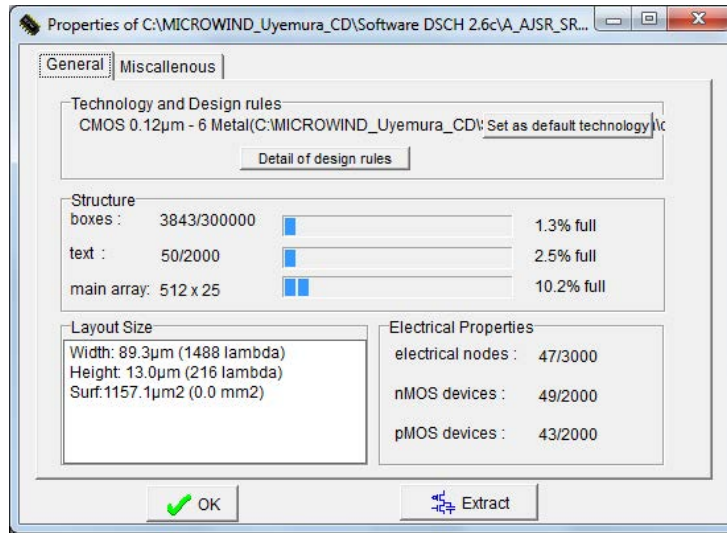 Properties of C:\MICROWIND_Uyemura_CD\Software DSCH 2.6c\A_AJSR_SR...
General Miscallenous
Technology and Design rules
CMOS 0.12µm - 6 Metal(C:\MICROWIND_Uyemura_CD\ Set as default technology
Detail of design rules
Structure
boxes : 3843/300000 1.3% full
text : 50/2000 2.5% full
main array: 512 x 25 10.2% full
Layout Size
Width: 89.3µm (1488 lambda)
Height: 13.0µm (216 lambda)
Surf:1157.1µm2 (0.0 mm2)
Electrical Properties
electrical nodes : 47/3000
nMOS devices : 49/2000
pMOS devices : 43/2000
OK Extract